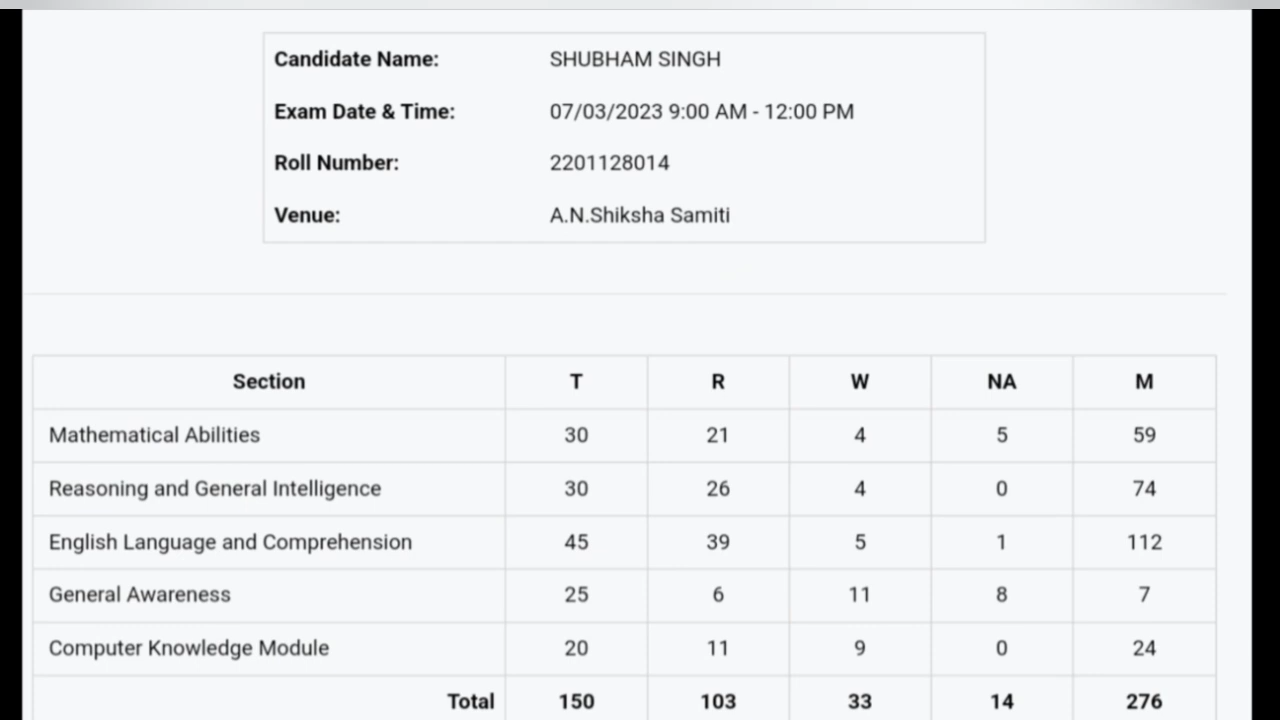 Candidate Name: SHUBHAM SINGH
Exam Date & Time: 07/03/2023 9:00 AM - 12:00 PM
Roll Number: 2201128014
Venue: A.N.Shiksha Samiti
Section T R W NA M
Mathematical Abilities 30 21 4 5 59
Reasoning and General Intelligence 30 26 4 0 74
English Language and Comprehension 45 39 5 1 112
General Awareness 25 6 11 8 7
Computer Knowledge Module 20 11 9 0 24
Total 150 103 33 14 276